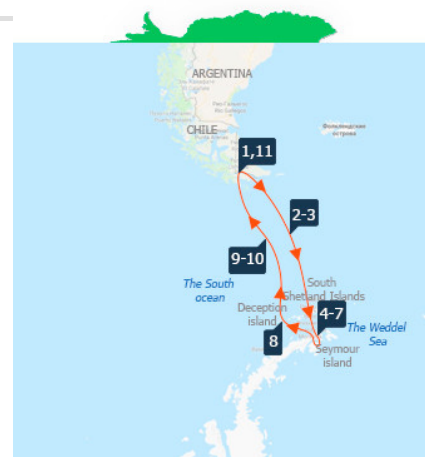 ARGENTINA
CHILE
Фолклендские
острова
1,11
2-3
9-10
The South
ocean
South
Shetland Islands
Deception
island
4-7
The Weddel
Sea
8
Seymour
island